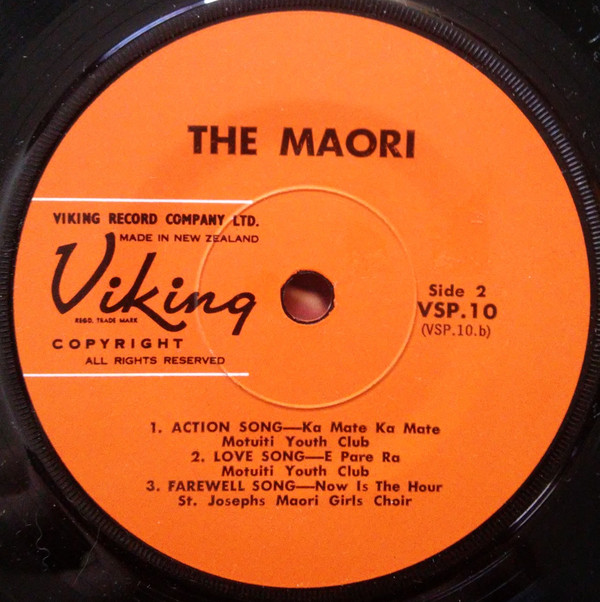 THE MAORI
VIKING RECORD COMPANY LTD.
MADE IN NEW ZEALAND
Viking
REGD. TRADE MARK
COPYRIGHT
ALL RIGHTS RESERVED
Side 2
VSP.10
(VSP.10.b)
1. ACTION SONG—Ka Mate Ka Mate
Motuiti Youth Club
2. LOVE SONG—E Pare Ra
Motuiti Youth Club
3. FAREWELL SONG—Now Is The Hour
St. Josephs Maori Girls Choir